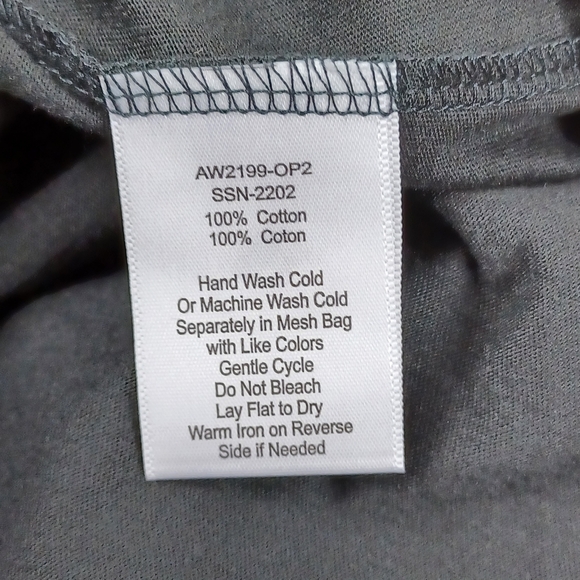 AW2199-OP2
SSN-2202
100% Cotton
100% Coton
Hand Wash Cold
Or Machine Wash Cold
Separately in Mesh Bag
with Like Colors
Gentle Cycle
Do Not Bleach
Lay Flat to Dry
Warm Iron on Reverse
Side if Needed